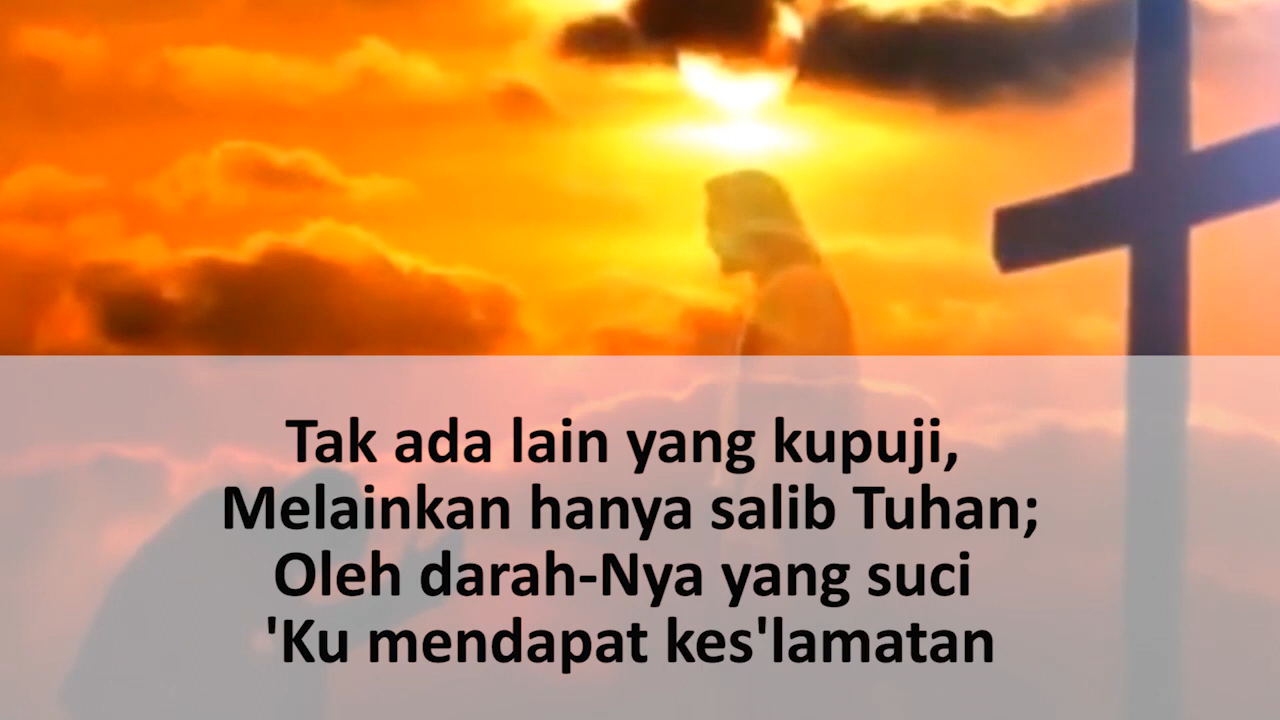 Tak ada lain yang kupuji,
Melainkan hanya salib Tuhan;
Oleh darah-Nya yang suci
'Ku mendapat kes'lamatan